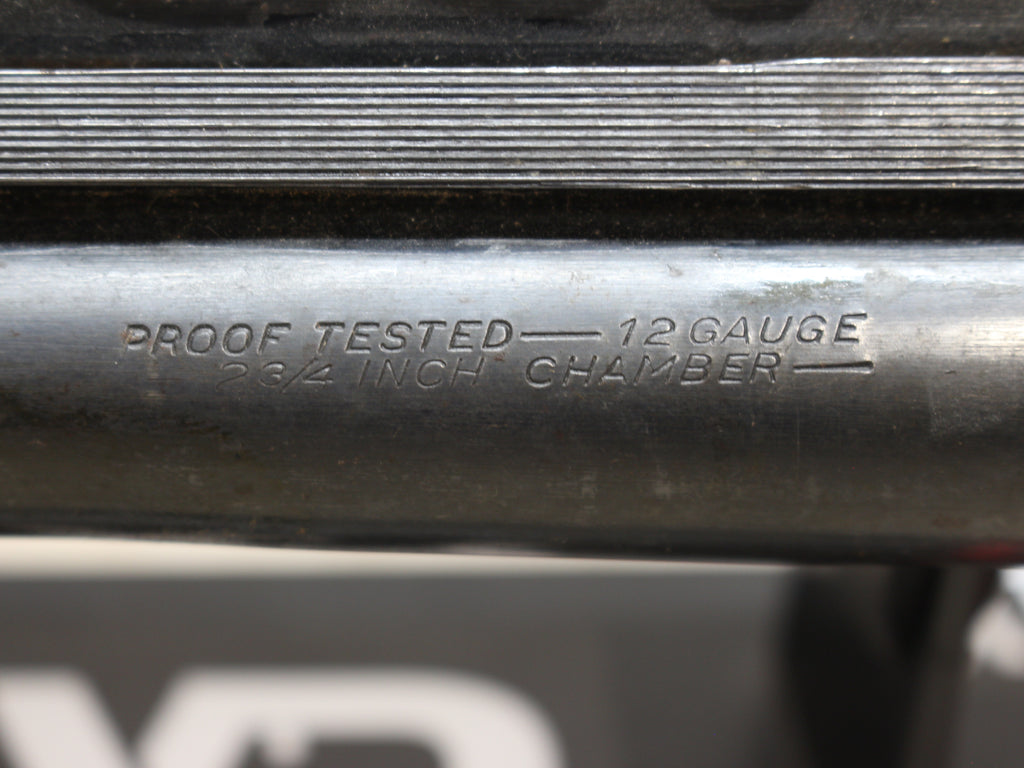 PROOF TESTED — 12 GAUGE
2 3/4 INCH CHAMBER —